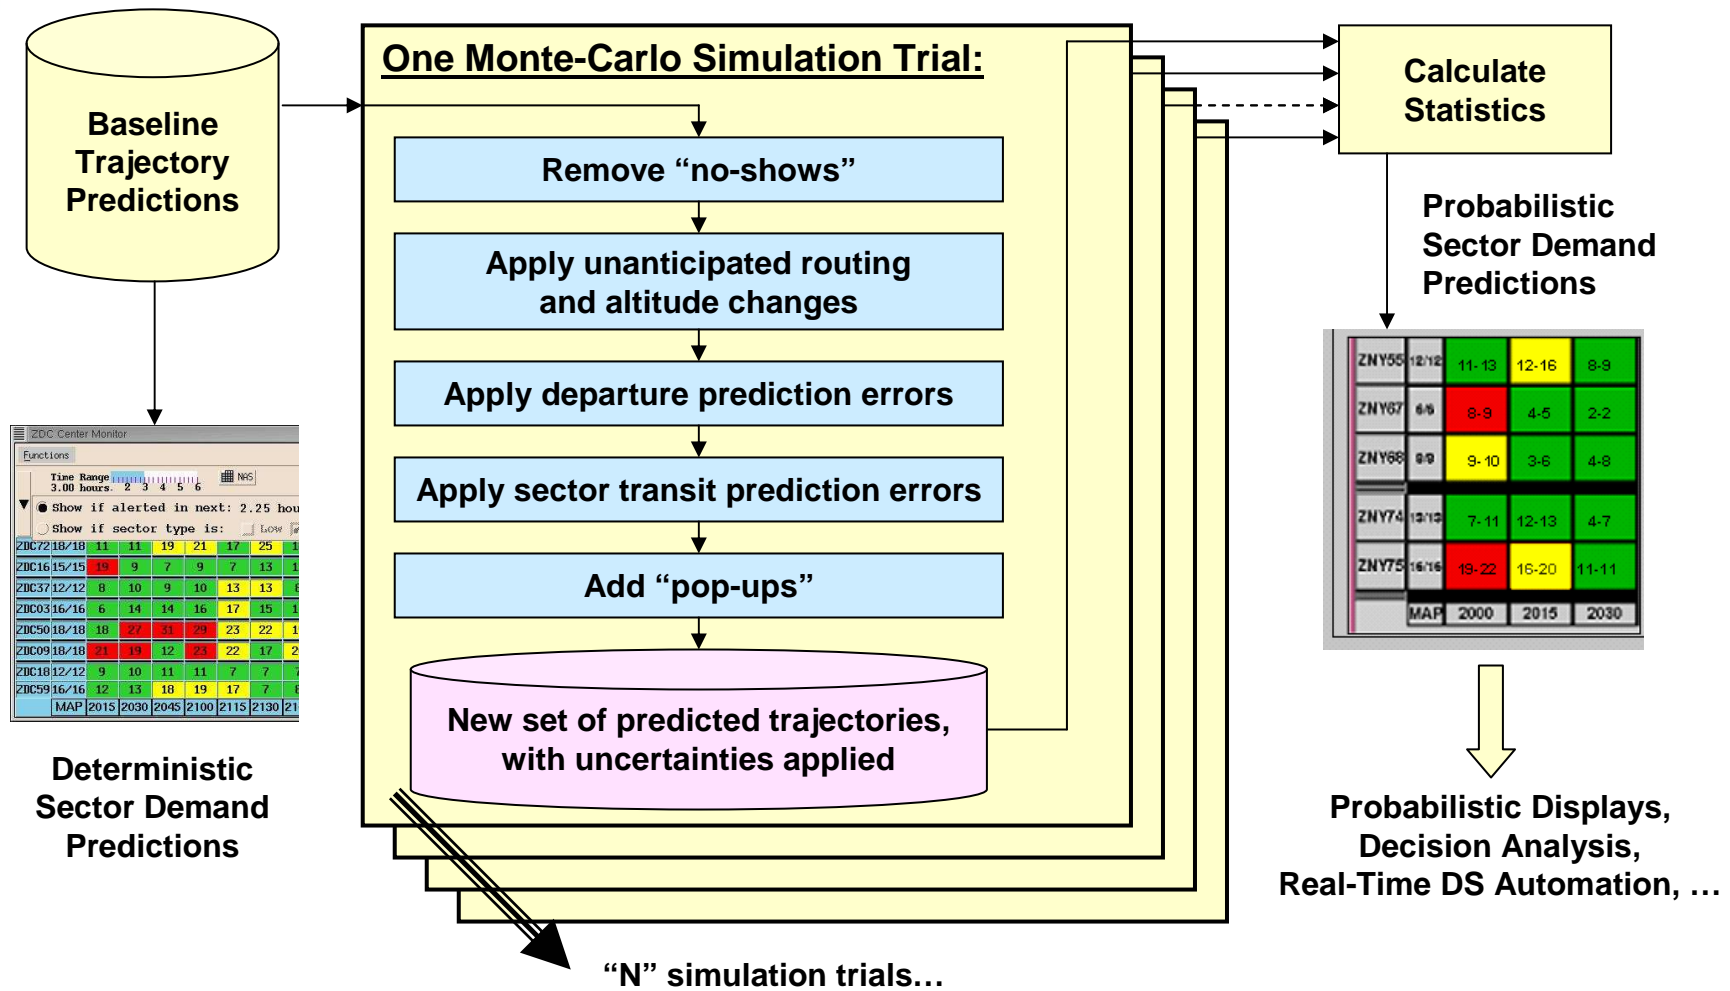 One Monte-Carlo Simulation Trial:
Baseline
Trajectory
Predictions
Remove “no-shows”
Apply unanticipated routing
and altitude changes
Apply departure prediction errors
Apply sector transit prediction errors
Add “pop-ups”
New set of predicted trajectories,
with uncertainties applied
“N” simulation trials…
Calculate
Statistics
Probabilistic
Sector Demand
Predictions
ZNY55 12/12 11-13 12-16 8-9
ZNY67 6/6 8-9 4-5 2-2
ZNY68 9/9 9-10 3-6 4-8
ZNY74 13/13 7-11 12-13 4-7
ZNY75 16/16 19-22 16-20 11-11
MAP 2000 2015 2030
Probabilistic Displays,
Decision Analysis,
Real-Time DS Automation, …
ZDC Center Monitor
Functions
Time Range
3.00 hours. 2 3 4 5 6 NAS
Show if alerted in next: 2.25 hou
Show if sector type is: Low
ZDC72 18/18 11 11 19 21 17 25
ZDC16 15/15 19 9 7 9 7 13
ZDC37 12/12 8 10 9 10 13 13
ZDC03 16/16 6 14 14 16 17 15
ZDC50 18/18 18 27 31 29 23 22
ZDC09 18/18 21 19 12 23 22 17
ZDC18 12/12 9 10 11 11 7 7
ZDC59 16/16 12 13 18 19 17 7
MAP 2015 2030 2045 2100 2115 2130 21
Deterministic
Sector Demand
Predictions